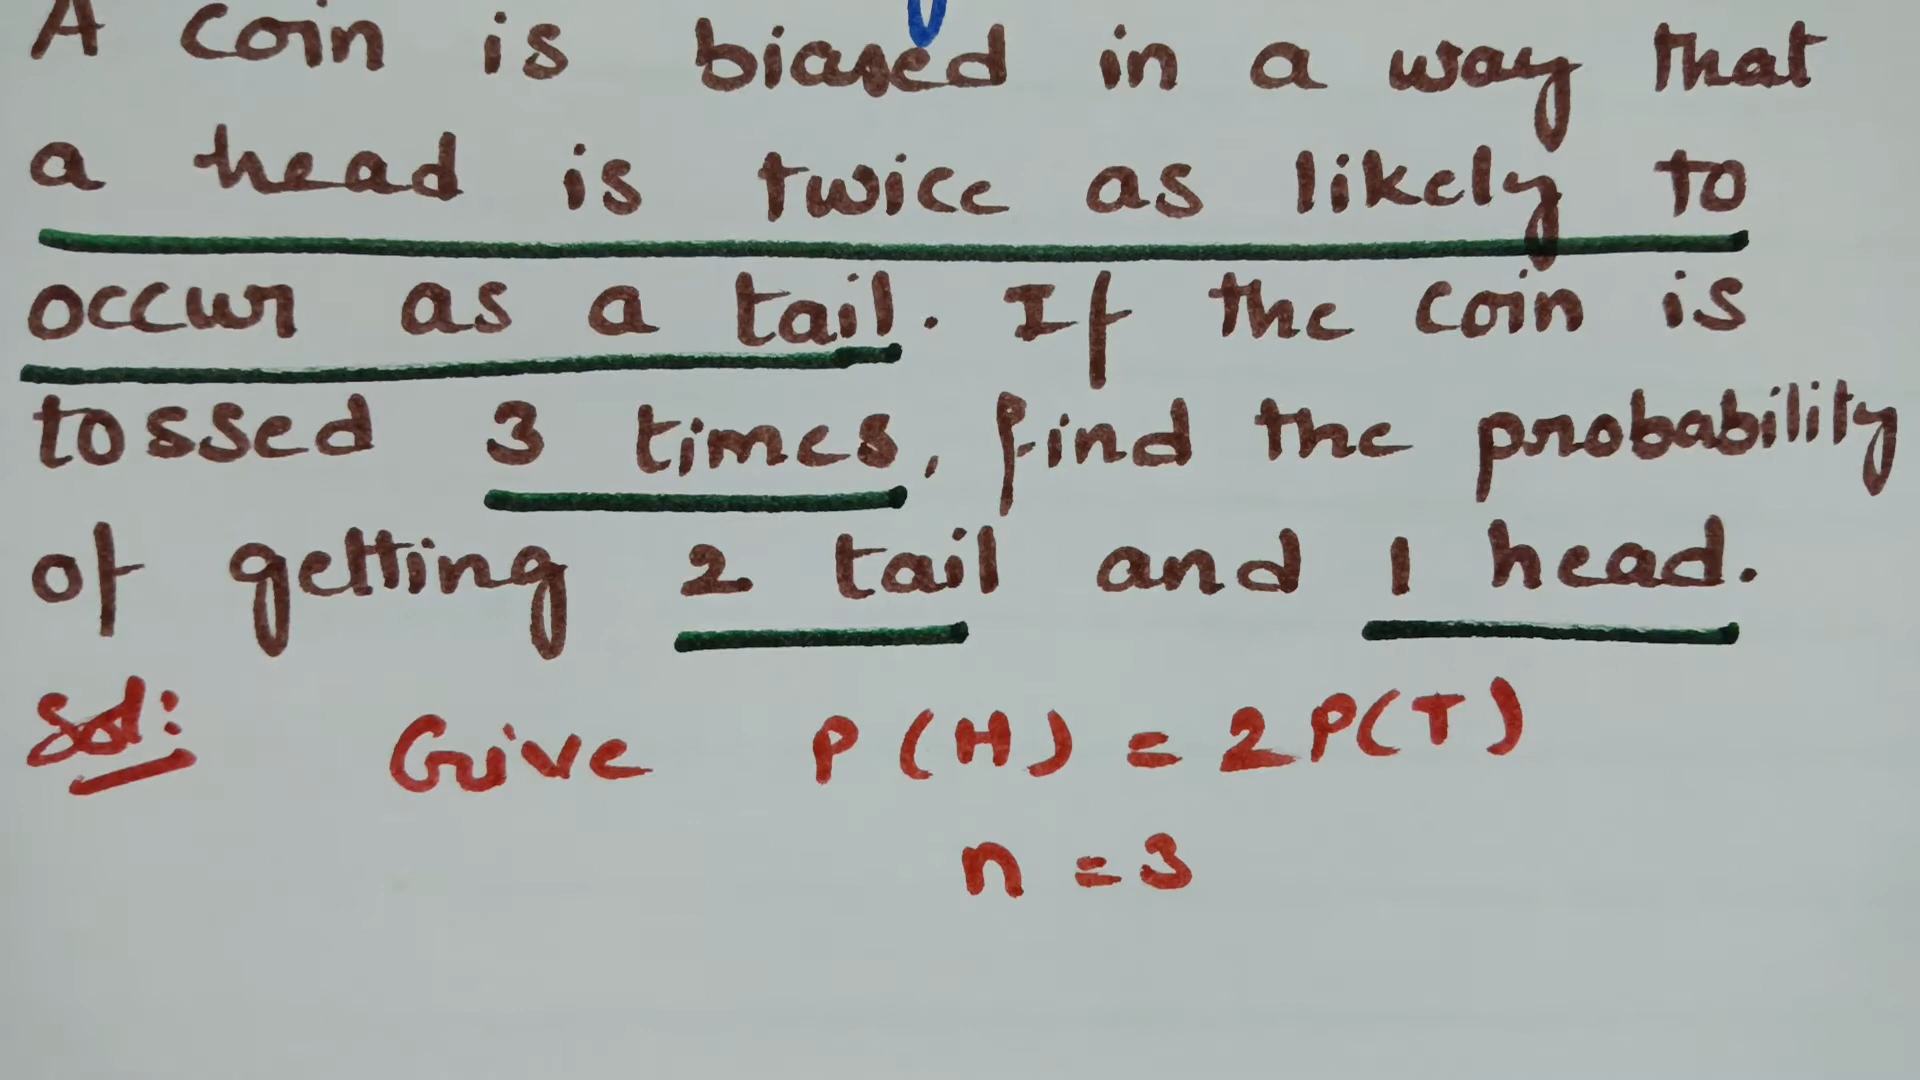 A coin is biased in a way that
a head is twice as likely to
occur as a tail. If the coin is
tossed 3 times, find the probability
of getting 2 tail and 1 head.
Sol: Give P(H) = 2P(T)
n = 3